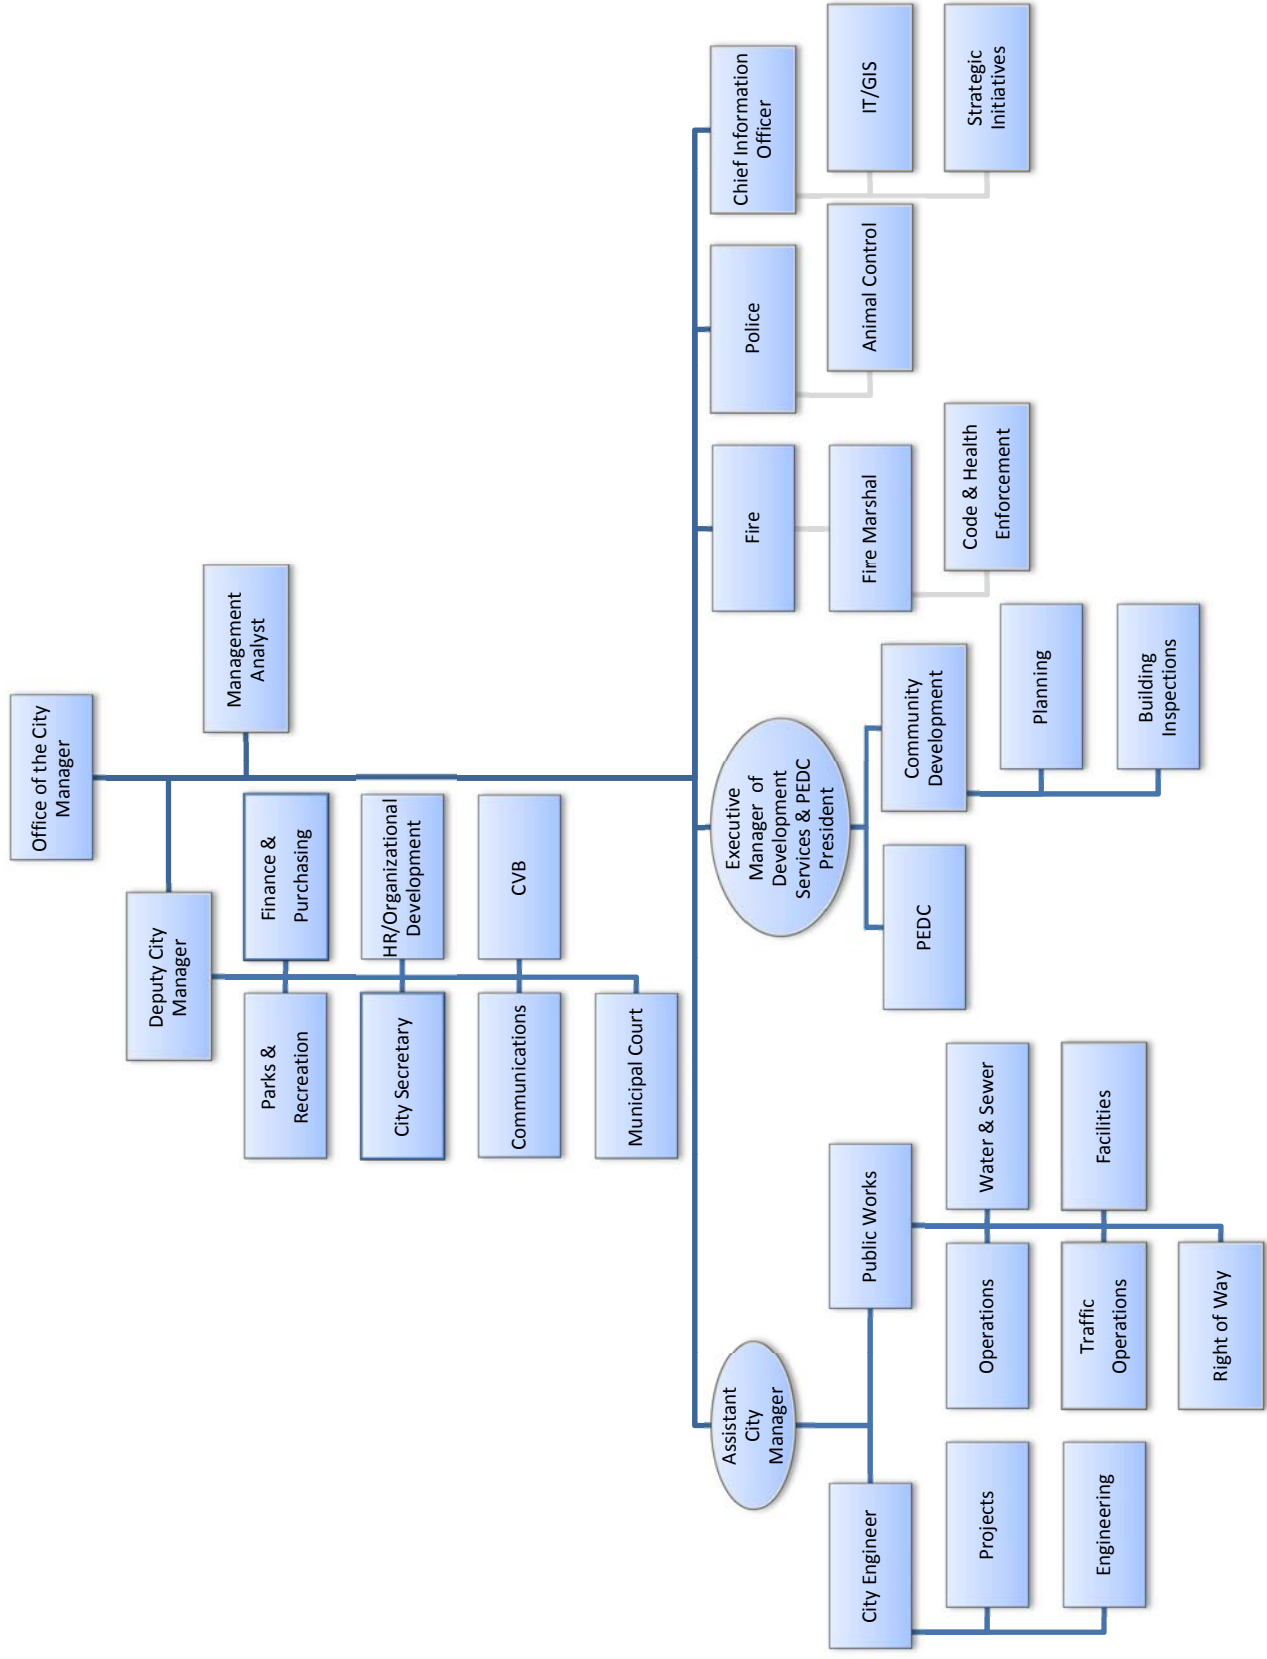 Office of the City
Manager
Deputy City
Manager
Management
Analyst
Parks &
Recreation
Finance &
Purchasing
City Secretary
HR/Organizational
Development
Communications
CVB
Municipal Court
Assistant
City
Manager
City Engineer
Projects
Engineering
Public Works
Operations
Water & Sewer
Traffic
Operations
Facilities
Right of Way
Executive
Manager of
Development
Services & PEDC
President
PEDC
Community
Development
Planning
Building
Inspections
Fire
Fire Marshal
Code & Health
Enforcement
Police
Animal Control
Chief Information
Officer
IT/GIS
Strategic
Initiatives